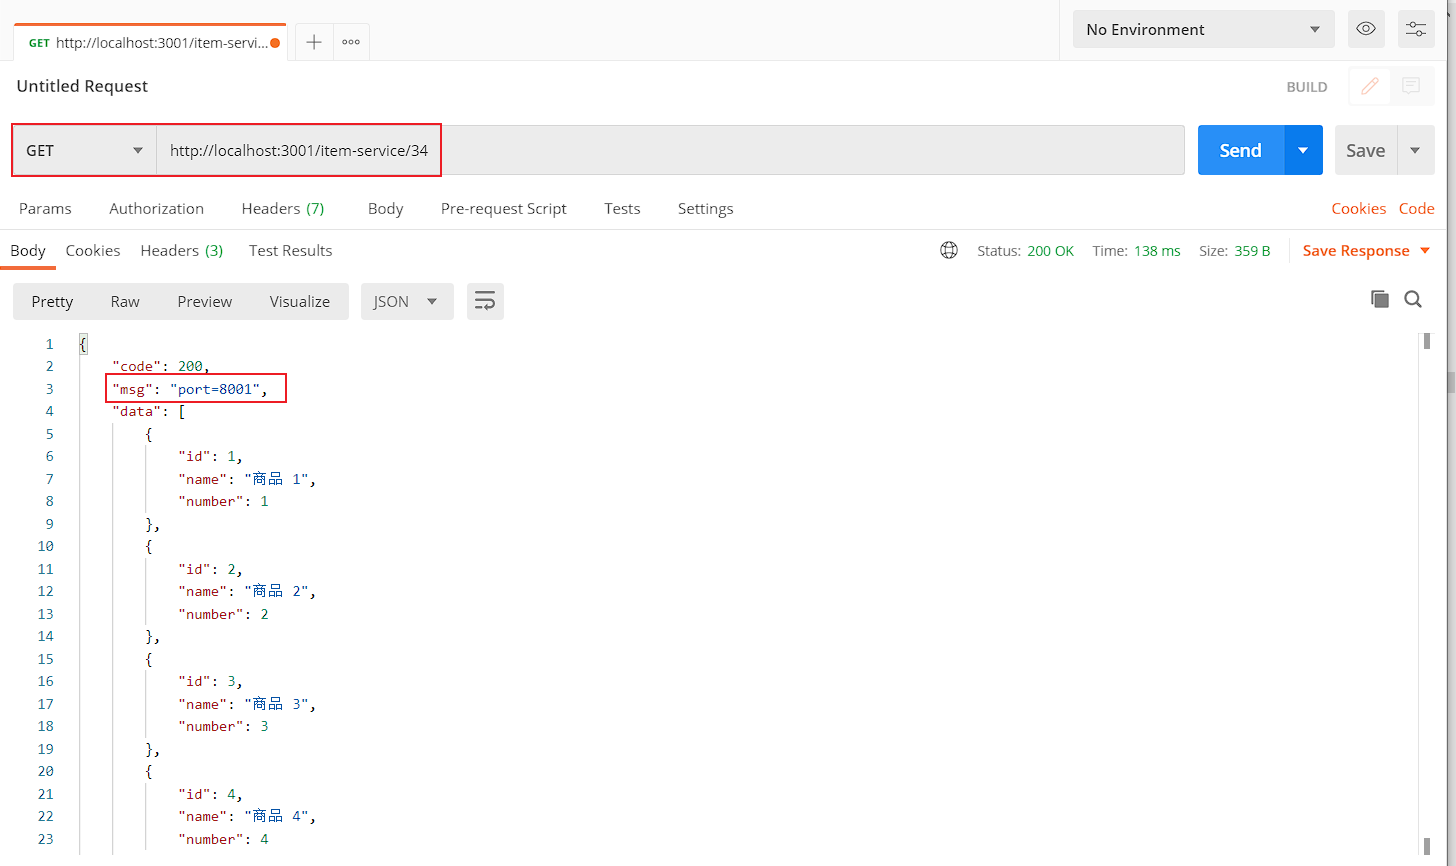 GET http://localhost:3001/item-servi...
No Environment
Untitled Request
BUILD
GET http://localhost:3001/item-service/34
Send
Save
Params Authorization Headers (7) Body Pre-request Script Tests Settings
Cookies Code
Body Cookies Headers (3) Test Results
Status: 200 OK Time: 138 ms Size: 359 B Save Response
Pretty Raw Preview Visualize JSON
1 {
2 "code": 200,
3 "msg": "port=8001",
4 "data": [
5 {
6 "id": 1,
7 "name": "商品 1",
8 "number": 1
9 },
10 {
11 "id": 2,
12 "name": "商品 2",
13 "number": 2
14 },
15 {
16 "id": 3,
17 "name": "商品 3",
18 "number": 3
19 },
20 {
21 "id": 4,
22 "name": "商品 4",
23 "number": 4